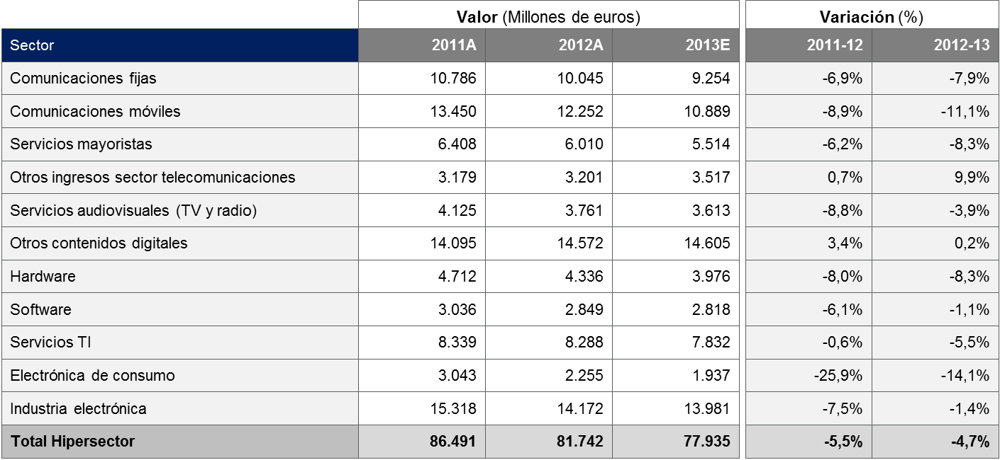 Valor (Millones de euros) Variación (%)
Sector 2011A 2012A 2013E 2011-12 2012-13
Comunicaciones fijas 10.786 10.045 9.254 -6,9% -7,9%
Comunicaciones móviles 13.450 12.252 10.889 -8,9% -11,1%
Servicios mayoristas 6.408 6.010 5.514 -6,2% -8,3%
Otros ingresos sector telecomunicaciones 3.179 3.201 3.517 0,7% 9,9%
Servicios audiovisuales (TV y radio) 4.125 3.761 3.613 -8,8% -3,9%
Otros contenidos digitales 14.095 14.572 14.605 3,4% 0,2%
Hardware 4.712 4.336 3.976 -8,0% -8,3%
Software 3.036 2.849 2.818 -6,1% -1,1%
Servicios TI 8.339 8.288 7.832 -0,6% -5,5%
Electrónica de consumo 3.043 2.255 1.937 -25,9% -14,1%
Industria electrónica 15.318 14.172 13.981 -7,5% -1,4%
Total Hipersector 86.491 81.742 77.935 -5,5% -4,7%